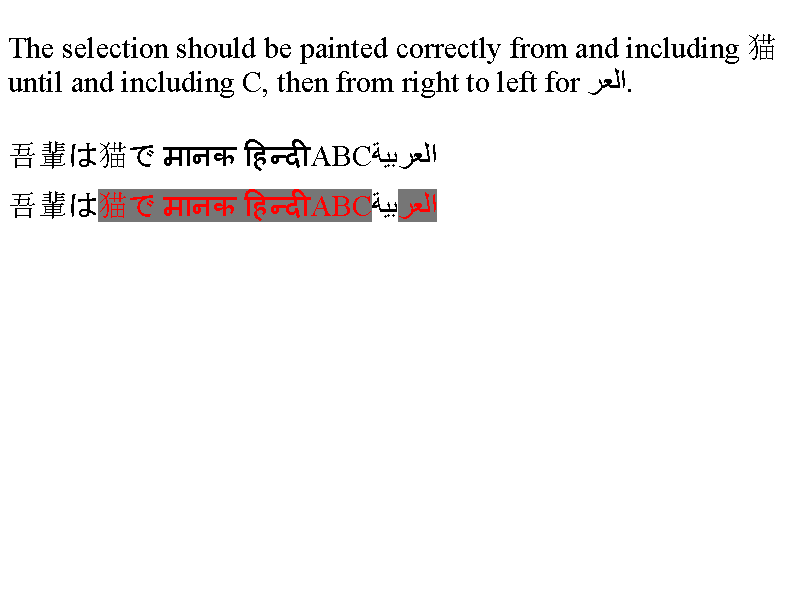 The selection should be painted correctly from and including 猫
until and including C, then from right to left for العر.
吾輩は猫で मानक हिन्दीABCالعربية
吾輩は猫で मानक हिन्दीABCالعربية